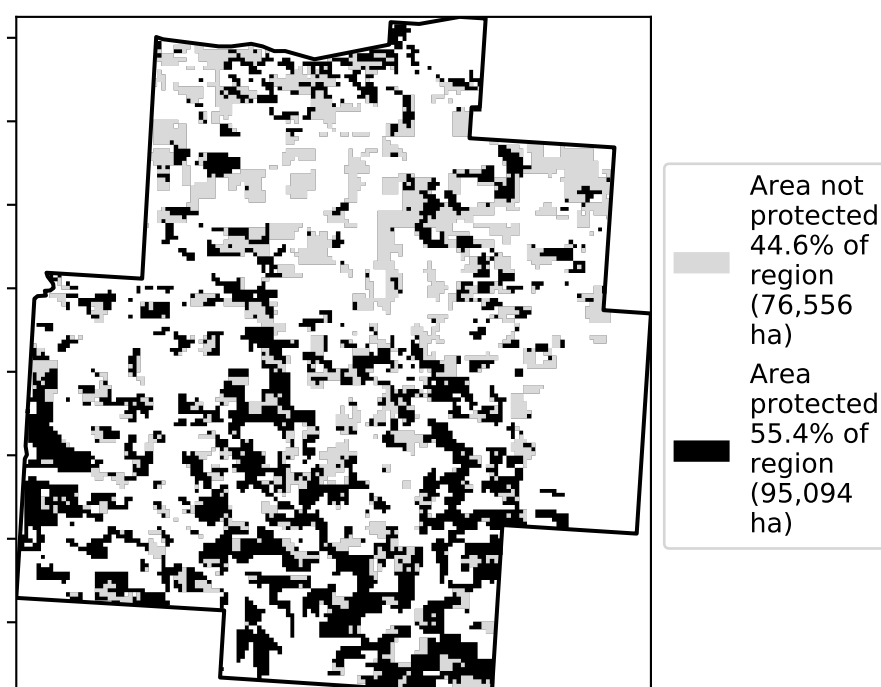 Area not
protected
44.6% of
region
(76,556
ha)
Area
protected
55.4% of
region
(95,094
ha)